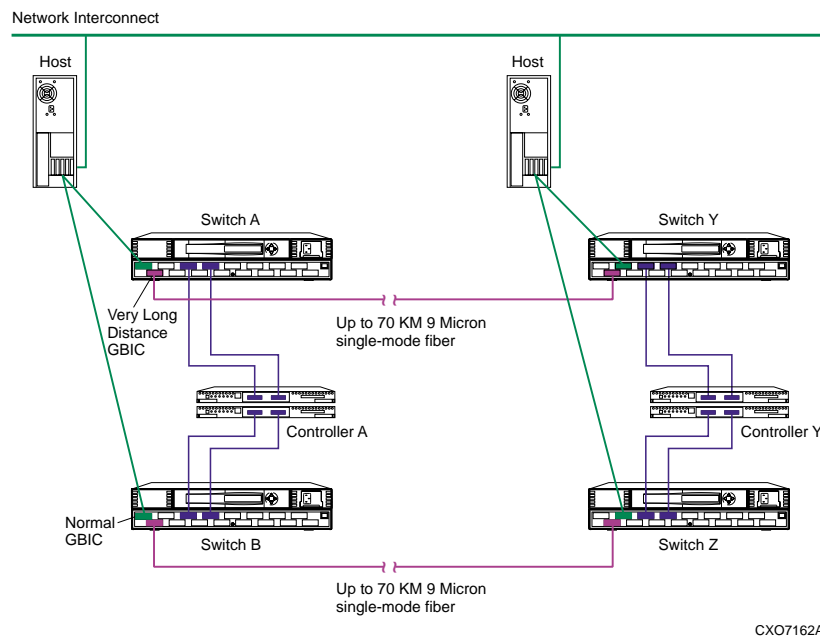 Network Interconnect
Host
Host
Switch A
Switch Y
Very Long
Distance
GBIC
Up to 70 KM 9 Micron
single-mode fiber
Controller A
Controller Y
Normal
GBIC
Switch B
Switch Z
Up to 70 KM 9 Micron
single-mode fiber
CXO7162A